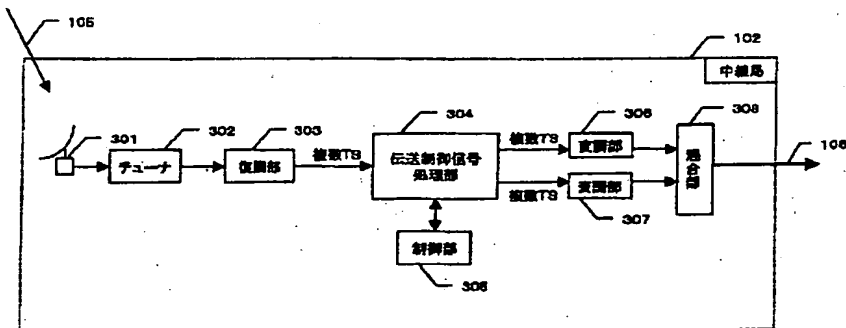 105
102
中継局
301
302
303
304
306
308
複数TS
複数TS
チューナ
復調部
伝送制御信号
処理部
変調部
混合器
106
変調部
複数TS
307
制御部
305